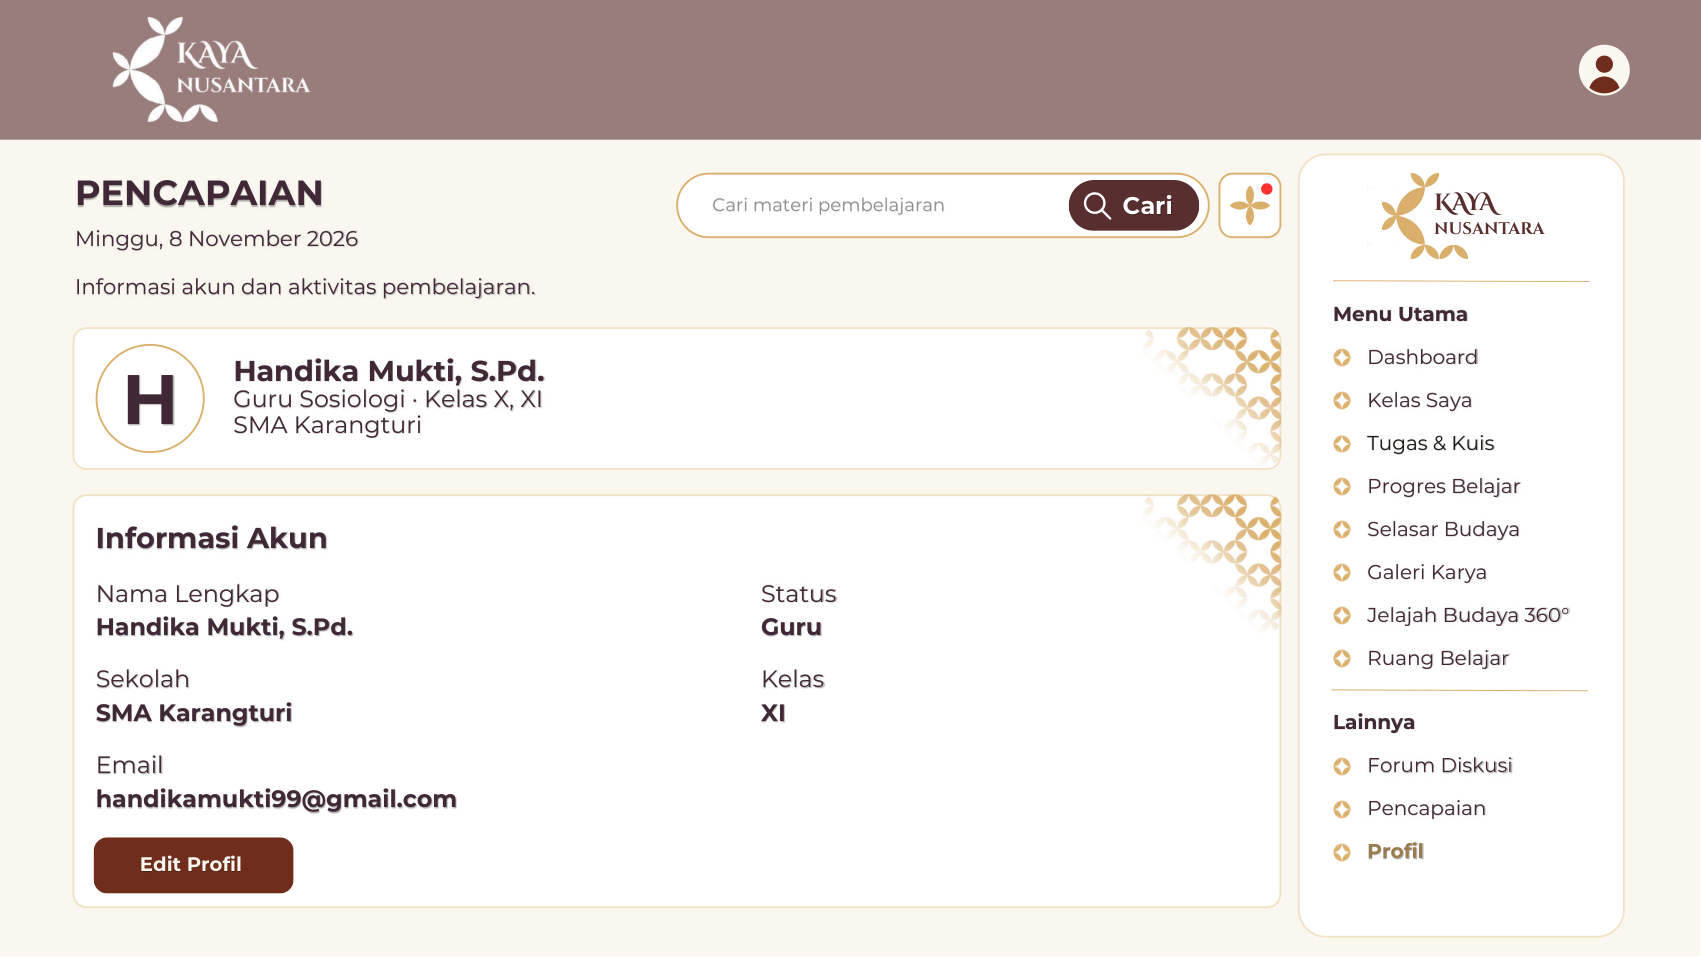 KAYA
NUSANTARA
PENCAPAIAN
Minggu, 8 November 2026
Informasi akun dan aktivitas pembelajaran.
Cari materi pembelajaran
Cari
H
Handika Mukti, S.Pd.
Guru Sosiologi · Kelas X, XI
SMA Karangturi
Informasi Akun
Nama Lengkap
Handika Mukti, S.Pd.
Status
Guru
Sekolah
SMA Karangturi
Kelas
XI
Email
handikamukti99@gmail.com
Edit Profil
KAYA
NUSANTARA
Menu Utama
Dashboard
Kelas Saya
Tugas & Kuis
Progres Belajar
Selasar Budaya
Galeri Karya
Jelajah Budaya 360°
Ruang Belajar
Lainnya
Forum Diskusi
Pencapaian
Profil